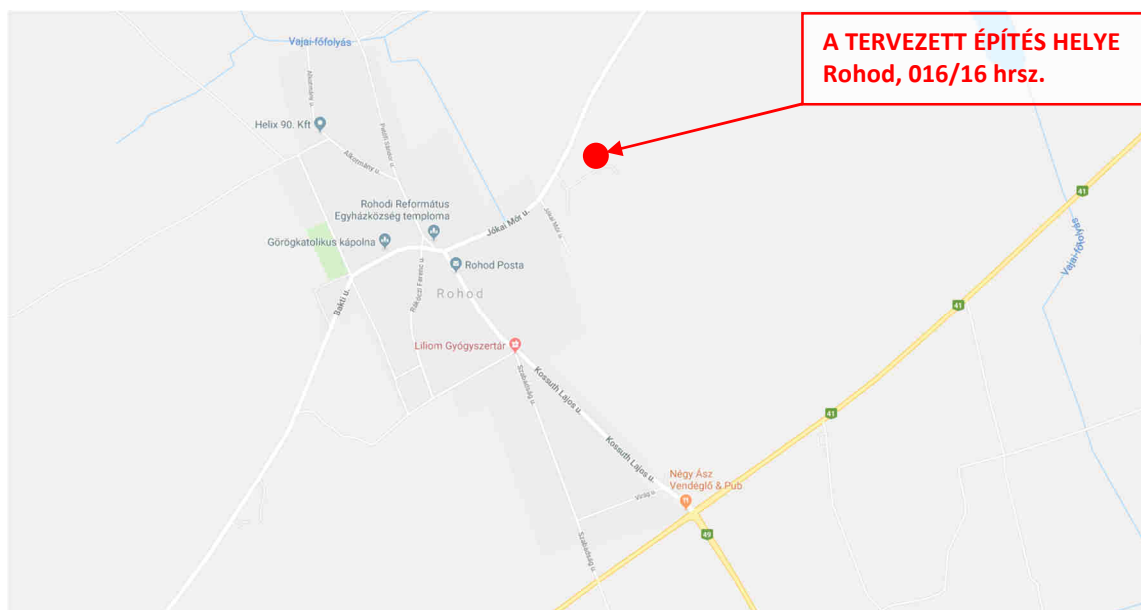 A TERVEZETT ÉPÍTÉS HELYE
Rohod, 016/16 hrsz.
Vajai-főfolyás
Alkormány u.
Petőfi Sándor u.
Helix 90. Kft
Alkormány u.
41
Rohodi Református
Egyházközség temploma
Jókai Mór u.
Jókai Mór u.
Görögkatolikus kápolna
Vajai-főfolyás
Rohod Posta
Rákóczi Ferenc u.
Rohod
Bakti u.
41
Liliom Gyógyszertár
Szabadság u.
Kossuth Lajos u.
41
Kossuth Lajos u.
Négy Ász
Vendéglő & Pub
Virág u.
Szabadság u.
49